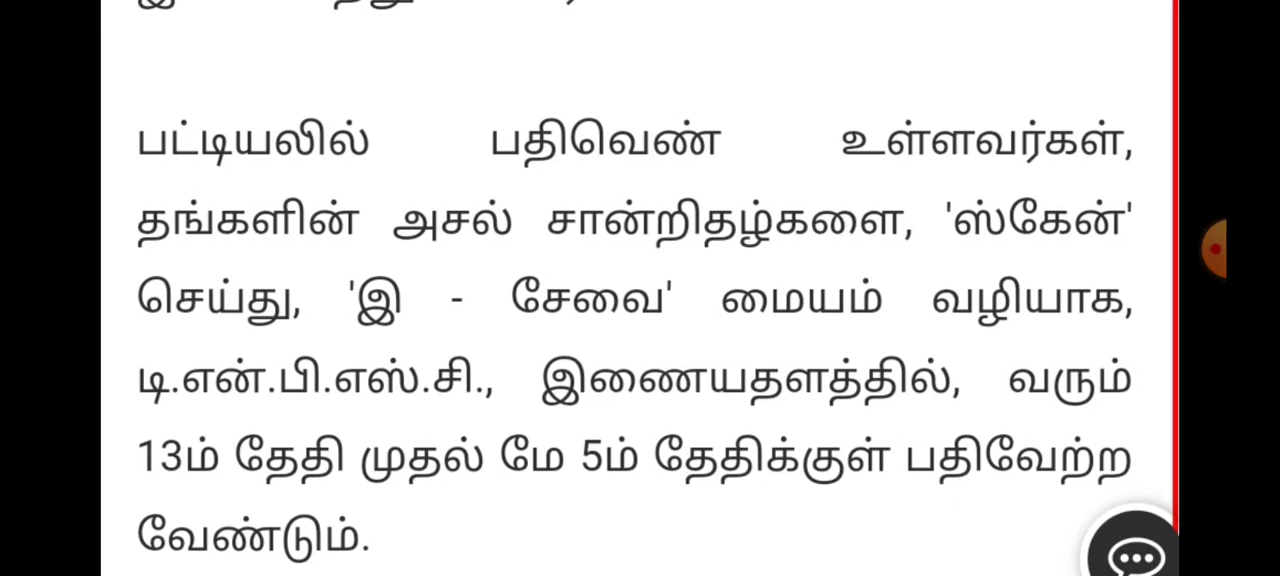 பட்டியலில் பதிவெண் உள்ளவர்கள்,
தங்களின் அசல் சான்றிதழ்களை, 'ஸ்கேன்'
செய்து, 'இ - சேவை' மையம் வழியாக,
டி.என்.பி.எஸ்.சி., இணையதளத்தில், வரும்
13ம் தேதி முதல் மே 5ம் தேதிக்குள் பதிவேற்ற
வேண்டும்.